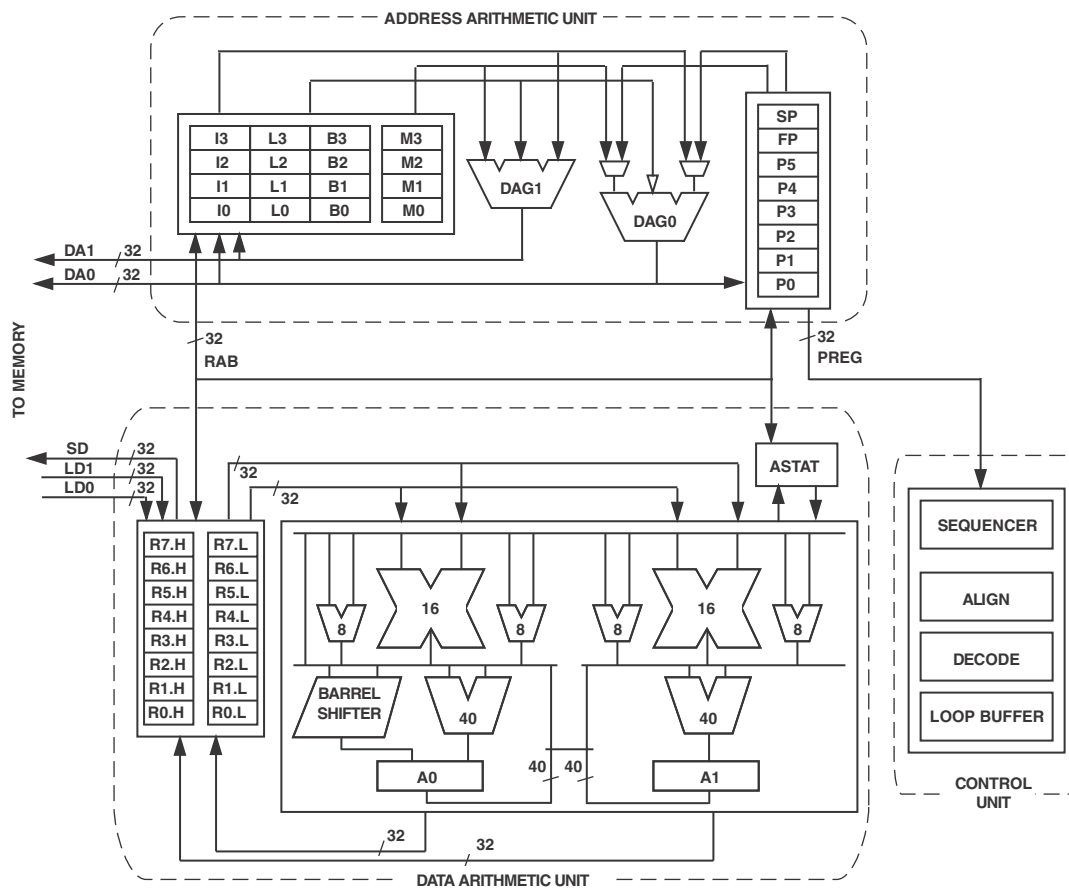 ADDRESS ARITHMETIC UNIT
I3 L3 B3 M3
I2 L2 B2 M2
I1 L1 B1 M1
I0 L0 B0 M0
DAG1
DAG0
SP
FP
P5
P4
P3
P2
P1
P0
DA1 32
DA0 32
TO MEMORY
32
RAB
32
PREG
SD 32
LD1 32
LD0 32
32
32
ASTAT
R7.H R7.L
R6.H R6.L
R5.H R5.L
R4.H R4.L
R3.H R3.L
R2.H R2.L
R1.H R1.L
R0.H R0.L
8 16 8 8 16 8
BARREL
SHIFTER
40 40
A0 40 40 A1
32
32
DATA ARITHMETIC UNIT
SEQUENCER
ALIGN
DECODE
LOOP BUFFER
CONTROL
UNIT